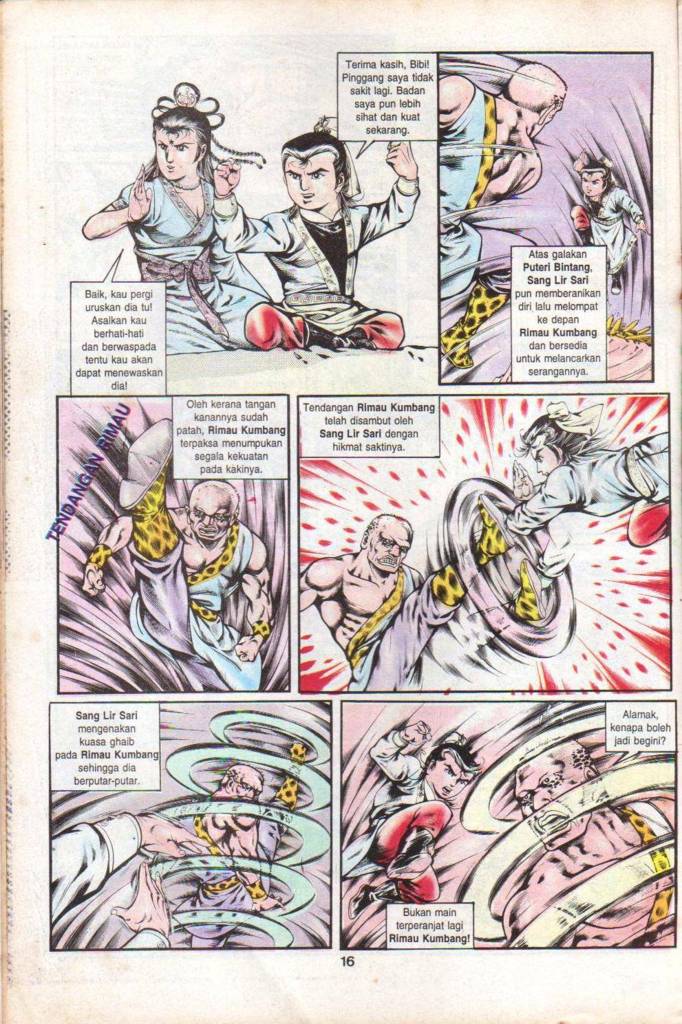 Terima kasih, Bibi!
Pinggang saya tidak
sakit lagi. Badan
saya pun lebih
sihat dan kuat
sekarang.
Baik, kau pergi
uruskan dia tu!
Asalkan kau
berhati-hati
dan berwaspada
tentu kau akan
dapat menewaskan
dia!
Atas galakan
Puteri Bintang,
Sang Lir Sari
pun memberanikan
diri lalu melompat
ke depan
Rimau Kumbang
dan bersedia
untuk melancarkan
serangannya.
TENDANGAN RIMAU
Oleh kerana tangan
kanannya sudah
patah, Rimau Kumbang
terpaksa menumpukan
segala kekuatan
pada kakinya.
Tendangan Rimau Kumbang
telah disambut oleh
Sang Lir Sari dengan
hikmat saktinya.
Sang Lir Sari
mengenakan
kuasa ghaib
pada Rimau Kumbang
sehingga dia
berputar-putar.
Alamak,
kenapa boleh
jadi begini?
Bukan main
terperanjat lagi
Rimau Kumbang!
16